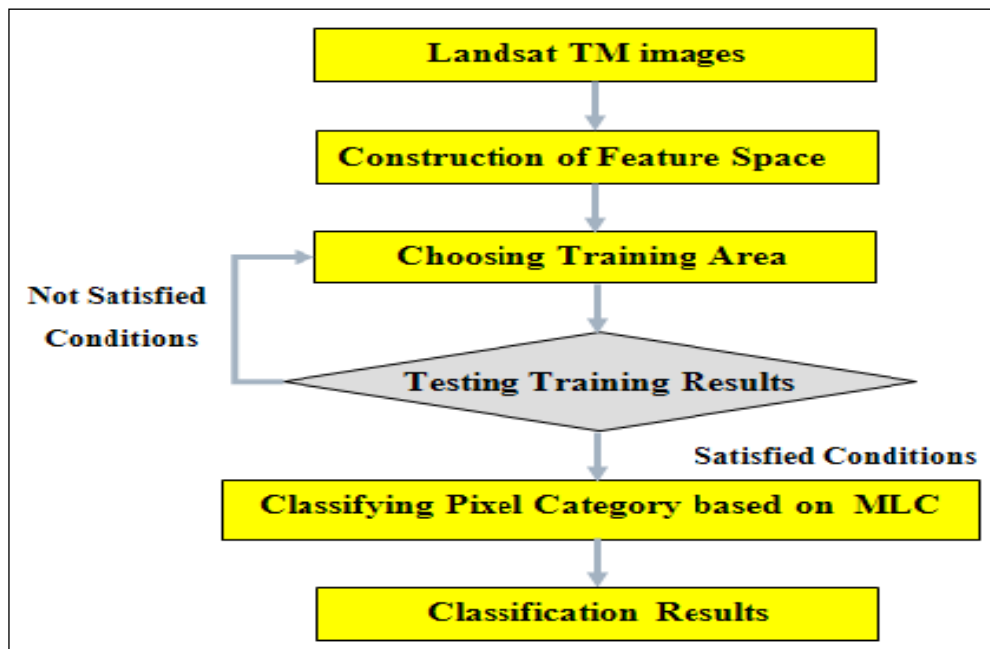 Landsat TM images
Construction of Feature Space
Choosing Training Area
Not Satisfied
Conditions
Testing Training Results
Satisfied Conditions
Classifying Pixel Category based on MLC
Classification Results